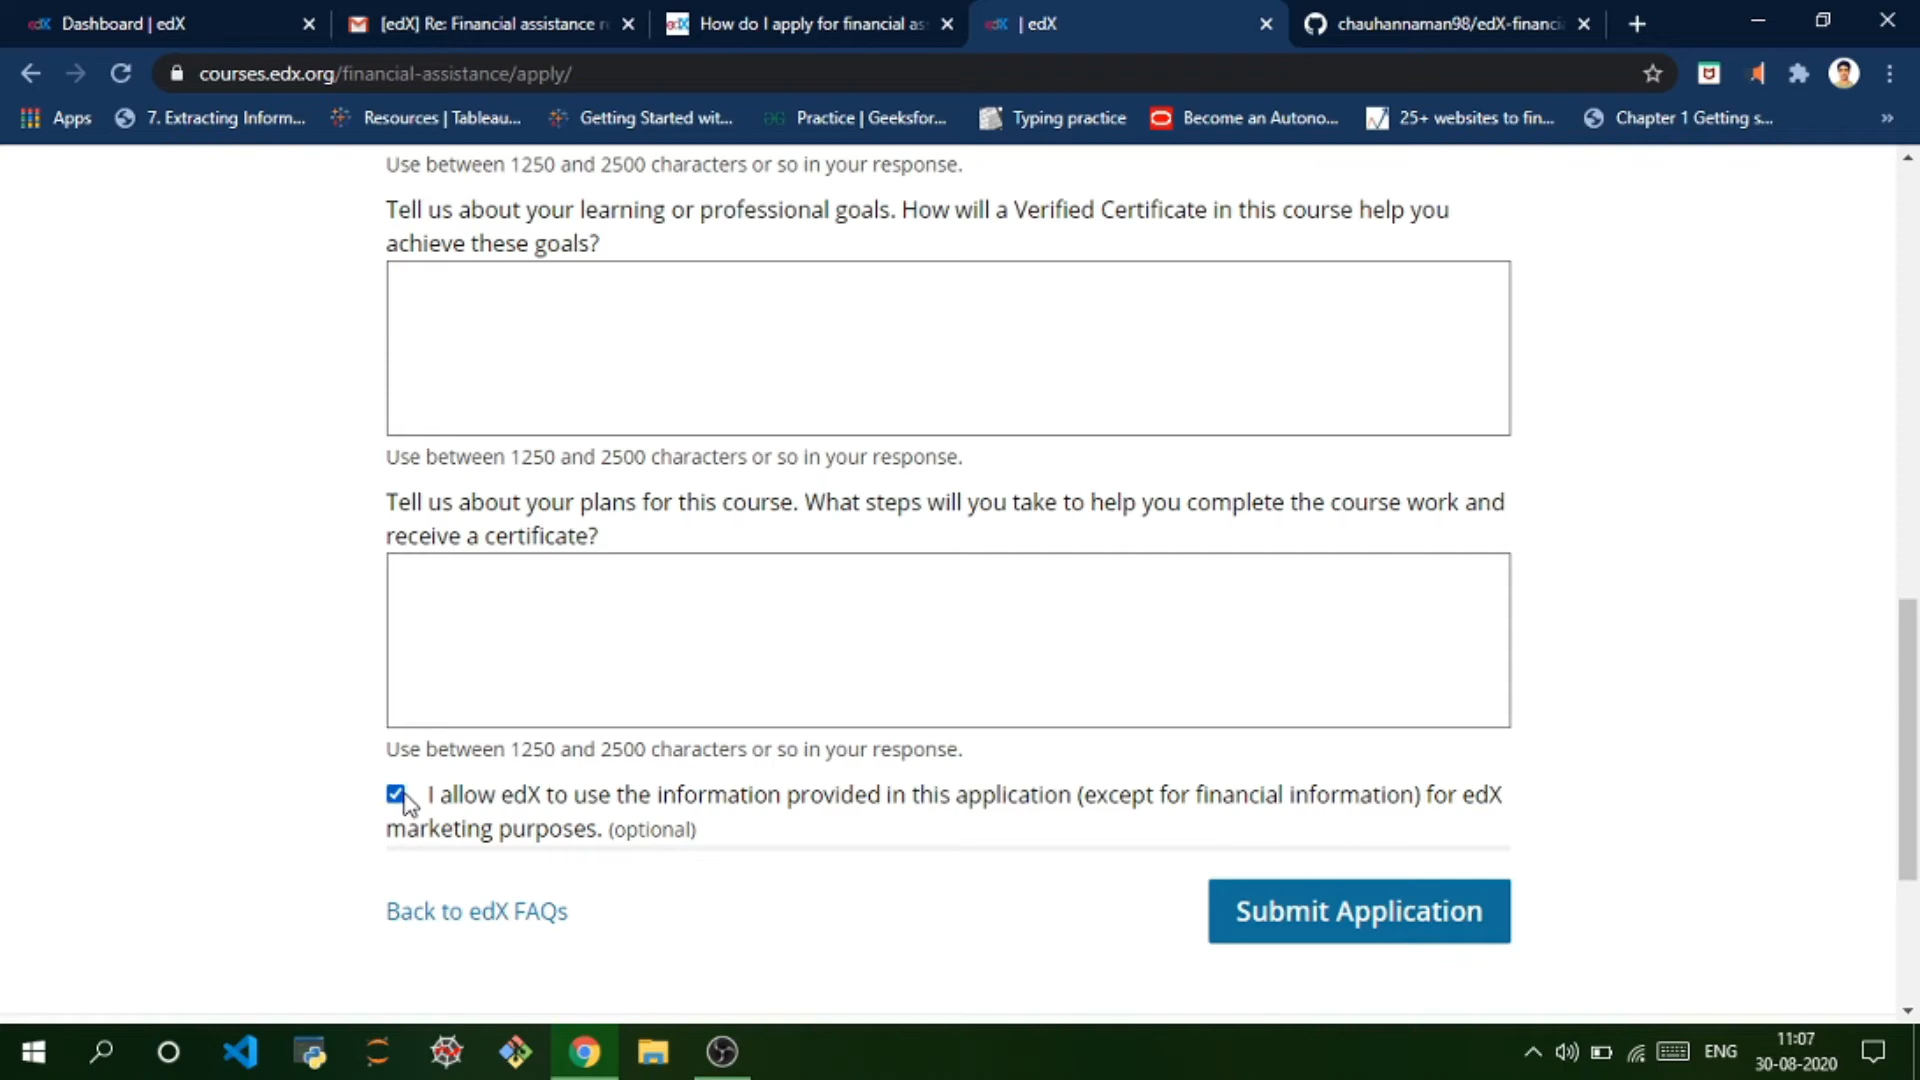 Dashboard | edX
[edX] Re: Financial assistance r
How do I apply for financial as
| edX
chauhannaman98/edX-financi
courses.edx.org/financial-assistance/apply/
Apps
7. Extracting Inform...
Resources | Tableau...
Getting Started wit...
Practice | Geeksfor...
Typing practice
Become an Autono...
25+ websites to fin...
Chapter 1 Getting s...
»
Use between 1250 and 2500 characters or so in your response.
Tell us about your learning or professional goals. How will a Verified Certificate in this course help you
achieve these goals?
Use between 1250 and 2500 characters or so in your response.
Tell us about your plans for this course. What steps will you take to help you complete the course work and
receive a certificate?
Use between 1250 and 2500 characters or so in your response.
I allow edX to use the information provided in this application (except for financial information) for edX
marketing purposes. (optional)
Back to edX FAQs
Submit Application
ENG
11:07
30-08-2020